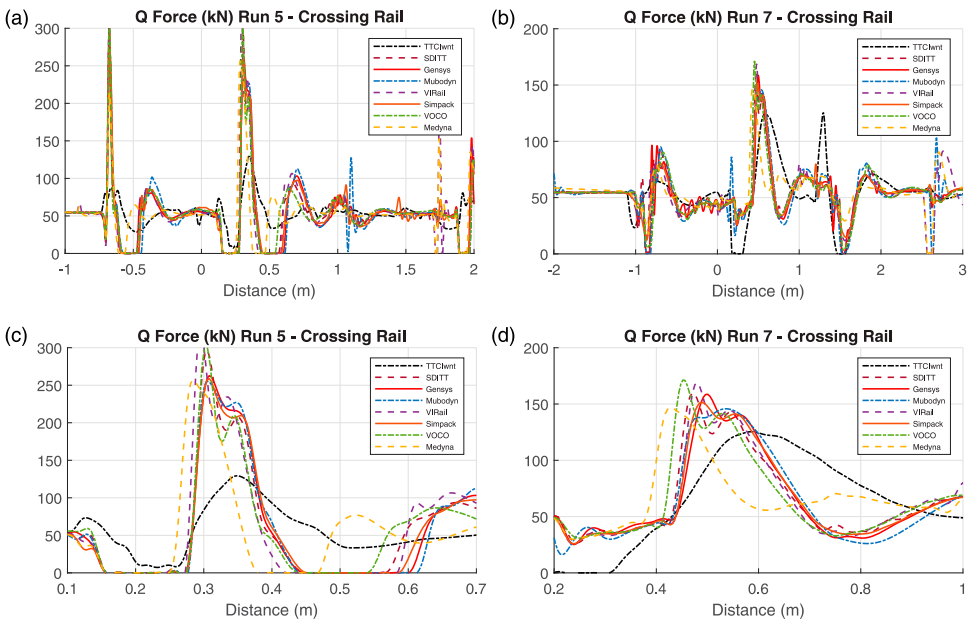 (a)
Q Force (kN) Run 5 - Crossing Rail
300
250
200
150
100
50
0
-1
-0.5
0
0.5
1
1.5
2
Distance (m)
TTCIwnt
SDITT
Gensys
Mubodyn
VIRail
Simpack
VOCO
Medyna
(b)
Q Force (kN) Run 7 - Crossing Rail
200
150
100
50
0
-2
-1
0
1
2
3
Distance (m)
TTCIwnt
SDITT
Gensys
Mubodyn
VIRail
Simpack
VOCO
Medyna
(c)
Q Force (kN) Run 5 - Crossing Rail
300
250
200
150
100
50
0
0.1
0.2
0.3
0.4
0.5
0.6
0.7
Distance (m)
TTCIwnt
SDITT
Gensys
Mubodyn
VIRail
Simpack
VOCO
Medyna
(d)
Q Force (kN) Run 7 - Crossing Rail
200
150
100
50
0
0.2
0.4
0.6
0.8
1
Distance (m)
TTCIwnt
SDITT
Gensys
Mubodyn
VIRail
Simpack
VOCO
Medyna